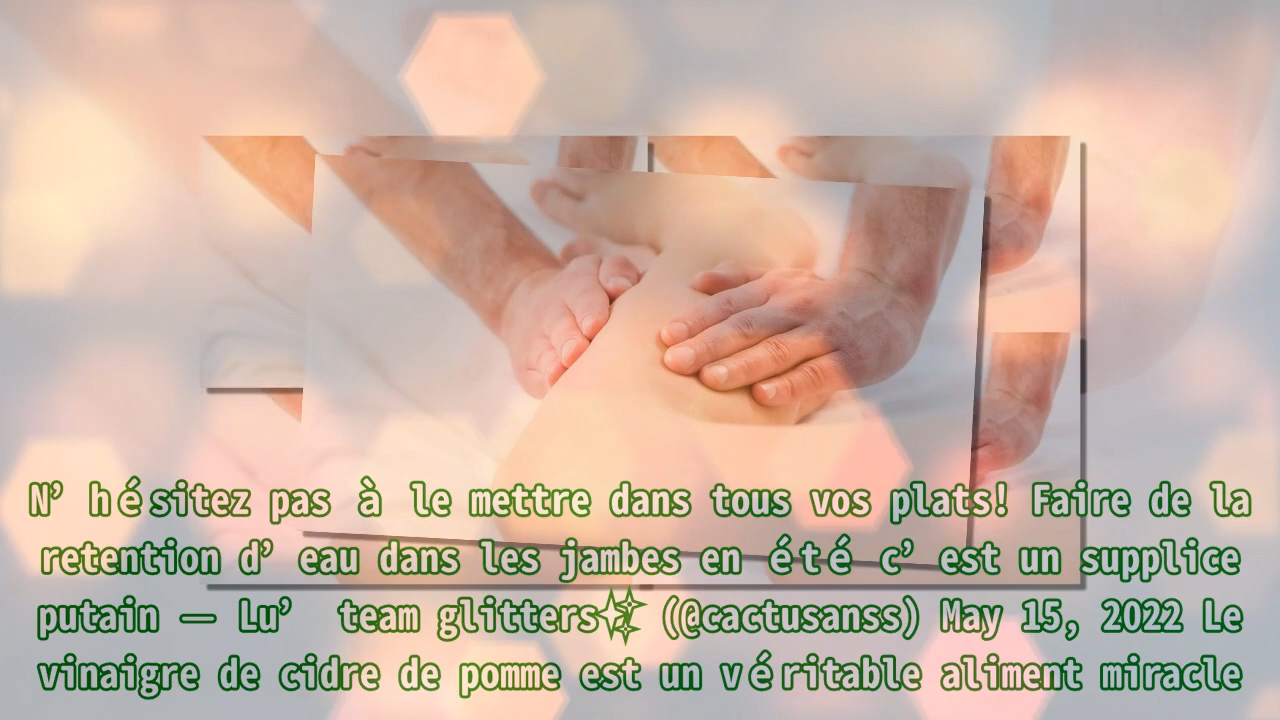 N’ hésitez pas à le mettre dans tous vos plats! Faire de la
retention d’ eau dans les jambes en été c’ est un supplice
putain — Lu’ team glitters✨ (@cactusanss) May 15, 2022 Le
vinaigre de cidre de pomme est un véritable aliment miracle